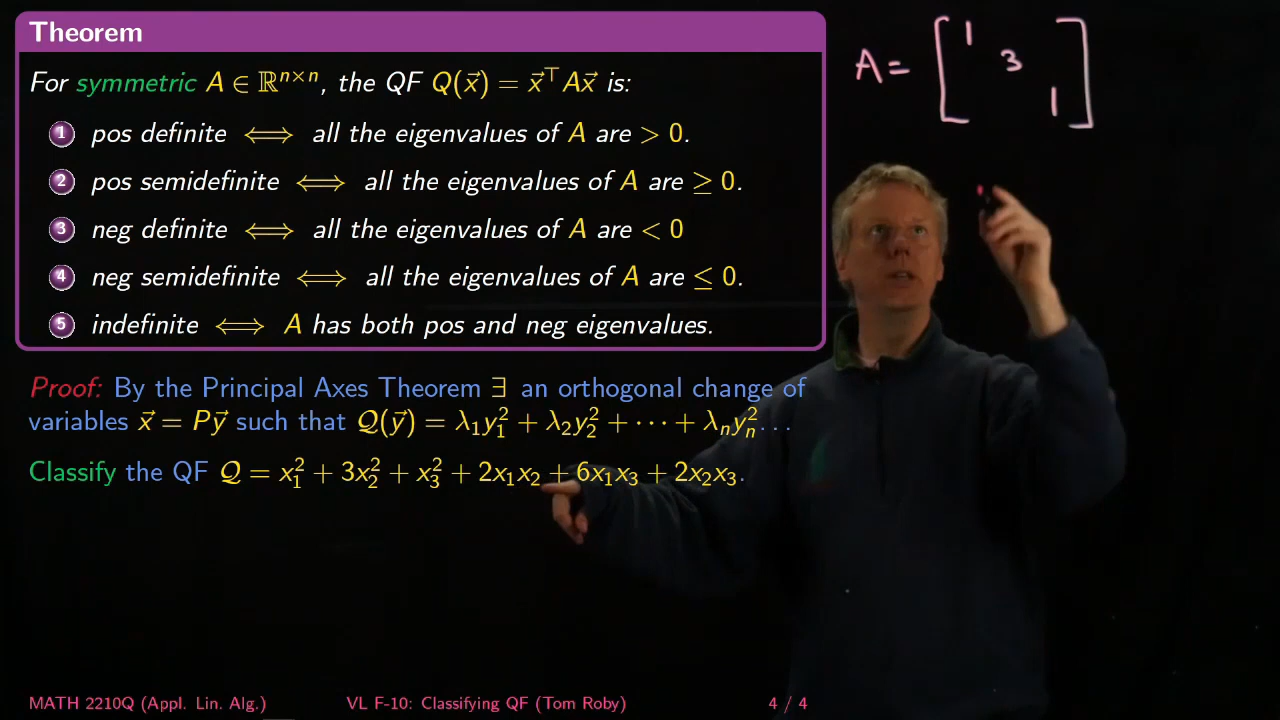 Theorem
For symmetric A ∈ ℝⁿˣⁿ, the QF Q(x⃗) = x⃗ᵀAx⃗ is:
1 pos definite ⟺ all the eigenvalues of A are > 0.
2 pos semidefinite ⟺ all the eigenvalues of A are ≥ 0.
3 neg definite ⟺ all the eigenvalues of A are < 0
4 neg semidefinite ⟺ all the eigenvalues of A are ≤ 0.
5 indefinite ⟺ A has both pos and neg eigenvalues.
Proof: By the Principal Axes Theorem ∃ an orthogonal change of
variables x⃗ = Py⃗ such that 𝒬(y⃗) = λ₁y₁² + λ₂y₂² + ··· + λₙyₙ² ...
Classify the QF 𝒬 = x₁² + 3x₂² + x₃² + 2x₁x₂ + 6x₁x₃ + 2x₂x₃.
A = [ 1
3
1 ]
MATH 2210Q (Appl. Lin. Alg.) VL F-10: Classifying QF (Tom Roby) 4 / 4